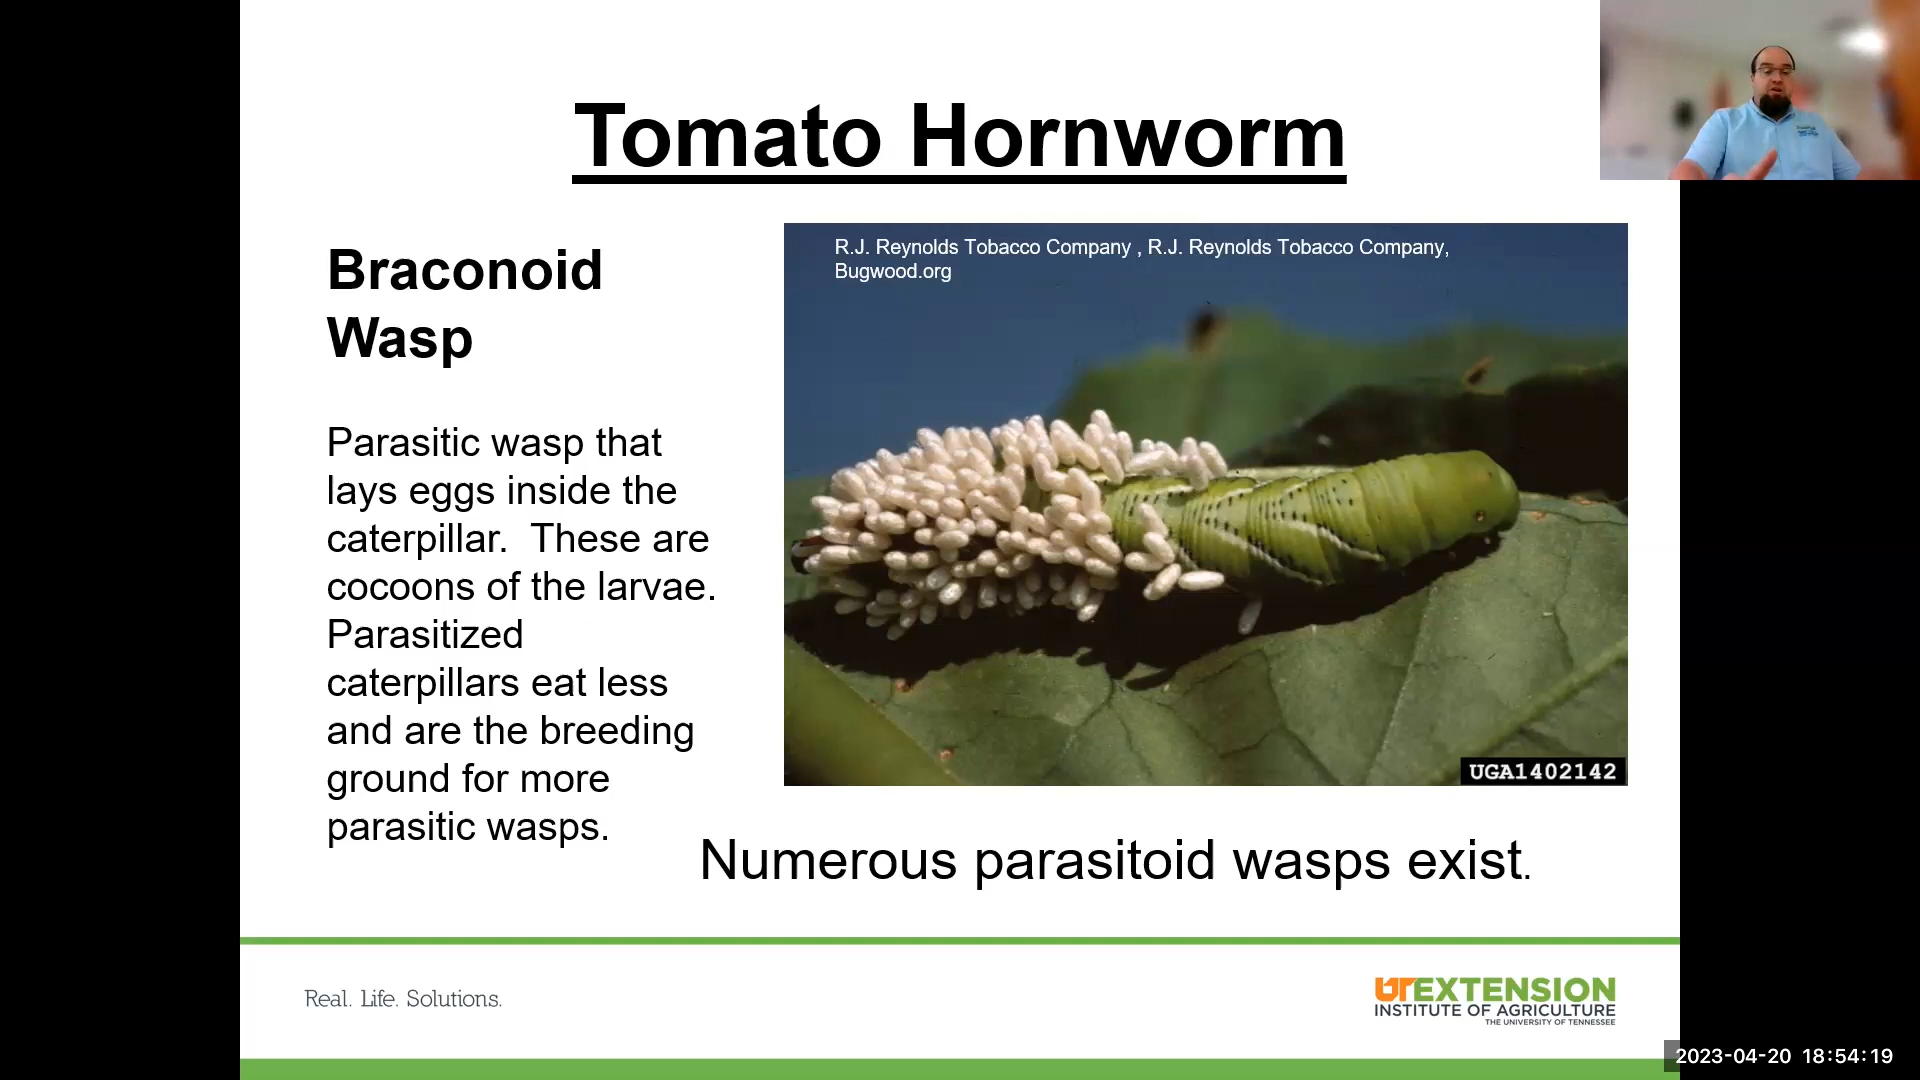 Tomato Hornworm
Braconoid
Wasp
Parasitic wasp that
lays eggs inside the
caterpillar.  These are
cocoons of the larvae.
Parasitized
caterpillars eat less
and are the breeding
ground for more
parasitic wasps.
R.J. Reynolds Tobacco Company , R.J. Reynolds Tobacco Company,
Bugwood.org
UGA1402142
Numerous parasitoid wasps exist.
Real. Life. Solutions.
UTEXTENSION
INSTITUTE OF AGRICULTURE
THE UNIVERSITY OF TENNESSEE
2023-04-20 18:54:19